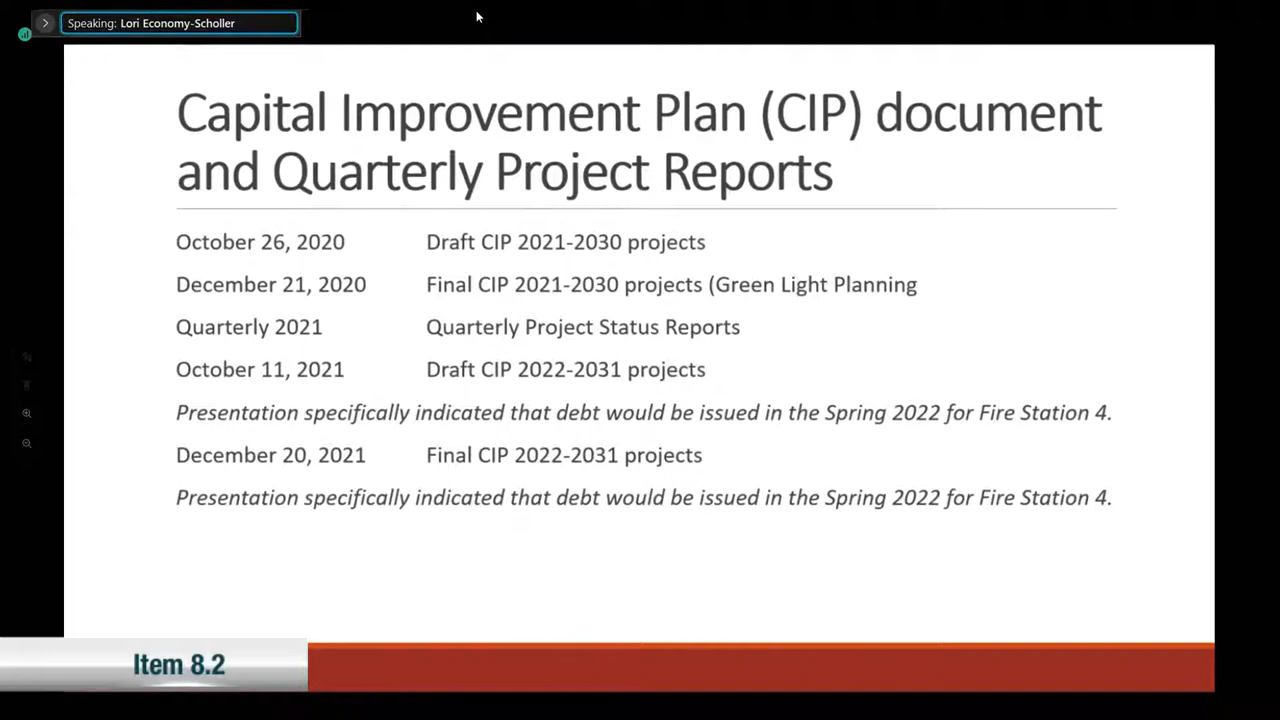 Speaking: Lori Economy-Scholler
Capital Improvement Plan (CIP) document
and Quarterly Project Reports
October 26, 2020 Draft CIP 2021-2030 projects
December 21, 2020 Final CIP 2021-2030 projects (Green Light Planning
Quarterly 2021 Quarterly Project Status Reports
October 11, 2021 Draft CIP 2022-2031 projects
Presentation specifically indicated that debt would be issued in the Spring 2022 for Fire Station 4.
December 20, 2021 Final CIP 2022-2031 projects
Presentation specifically indicated that debt would be issued in the Spring 2022 for Fire Station 4.
Item 8.2